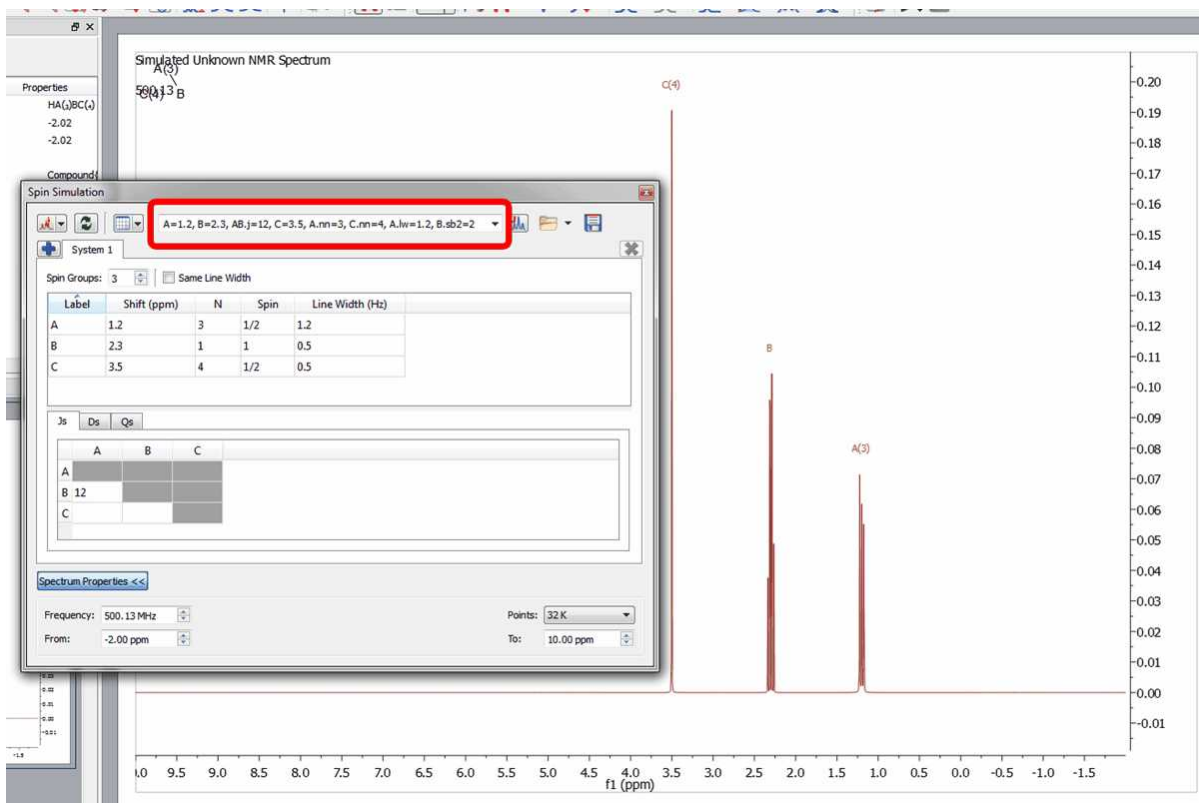 Properties
HA(3)BC(4)
-2.02
-2.02
Compound(
Simulated Unknown NMR Spectrum
A(3)
500.13
C(4) B
Spin Simulation
A=1.2, B=2.3, AB.j=12, C=3.5, A.nn=3, C.nn=4, A.lw=1.2, B.sb2=2
System 1
Spin Groups: 3 Same Line Width
Label Shift (ppm) N Spin Line Width (Hz)
A 1.2 3 1/2 1.2
B 2.3 1 1 0.5
C 3.5 4 1/2 0.5
Js Ds Qs
A B C
A
B 12
C
Spectrum Properties <<
Frequency: 500.13 MHz Points: 32 K
From: -2.00 ppm To: 10.00 ppm
C(4)
B
A(3)
0.20
0.19
0.18
0.17
0.16
0.15
0.14
0.13
0.12
0.11
0.10
0.09
0.08
0.07
0.06
0.05
0.04
0.03
0.02
0.01
0.00
-0.01
.0 9.5 9.0 8.5 8.0 7.5 7.0 6.5 6.0 5.5 5.0 4.5 4.0 3.5 3.0 2.5 2.0 1.5 1.0 0.5 0.0 -0.5 -1.0 -1.5
f1 (ppm)